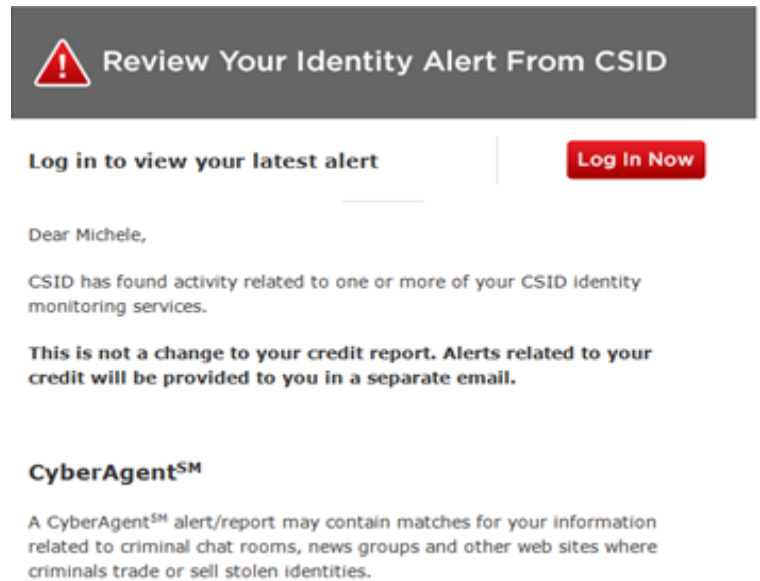 Review Your Identity Alert From CSID
Log in to view your latest alert
Log In Now
Dear Michele,
CSID has found activity related to one or more of your CSID identity
monitoring services.
This is not a change to your credit report. Alerts related to your
credit will be provided to you in a separate email.
CyberAgent℠
A CyberAgent℠ alert/report may contain matches for your information
related to criminal chat rooms, news groups and other web sites where
criminals trade or sell stolen identities.